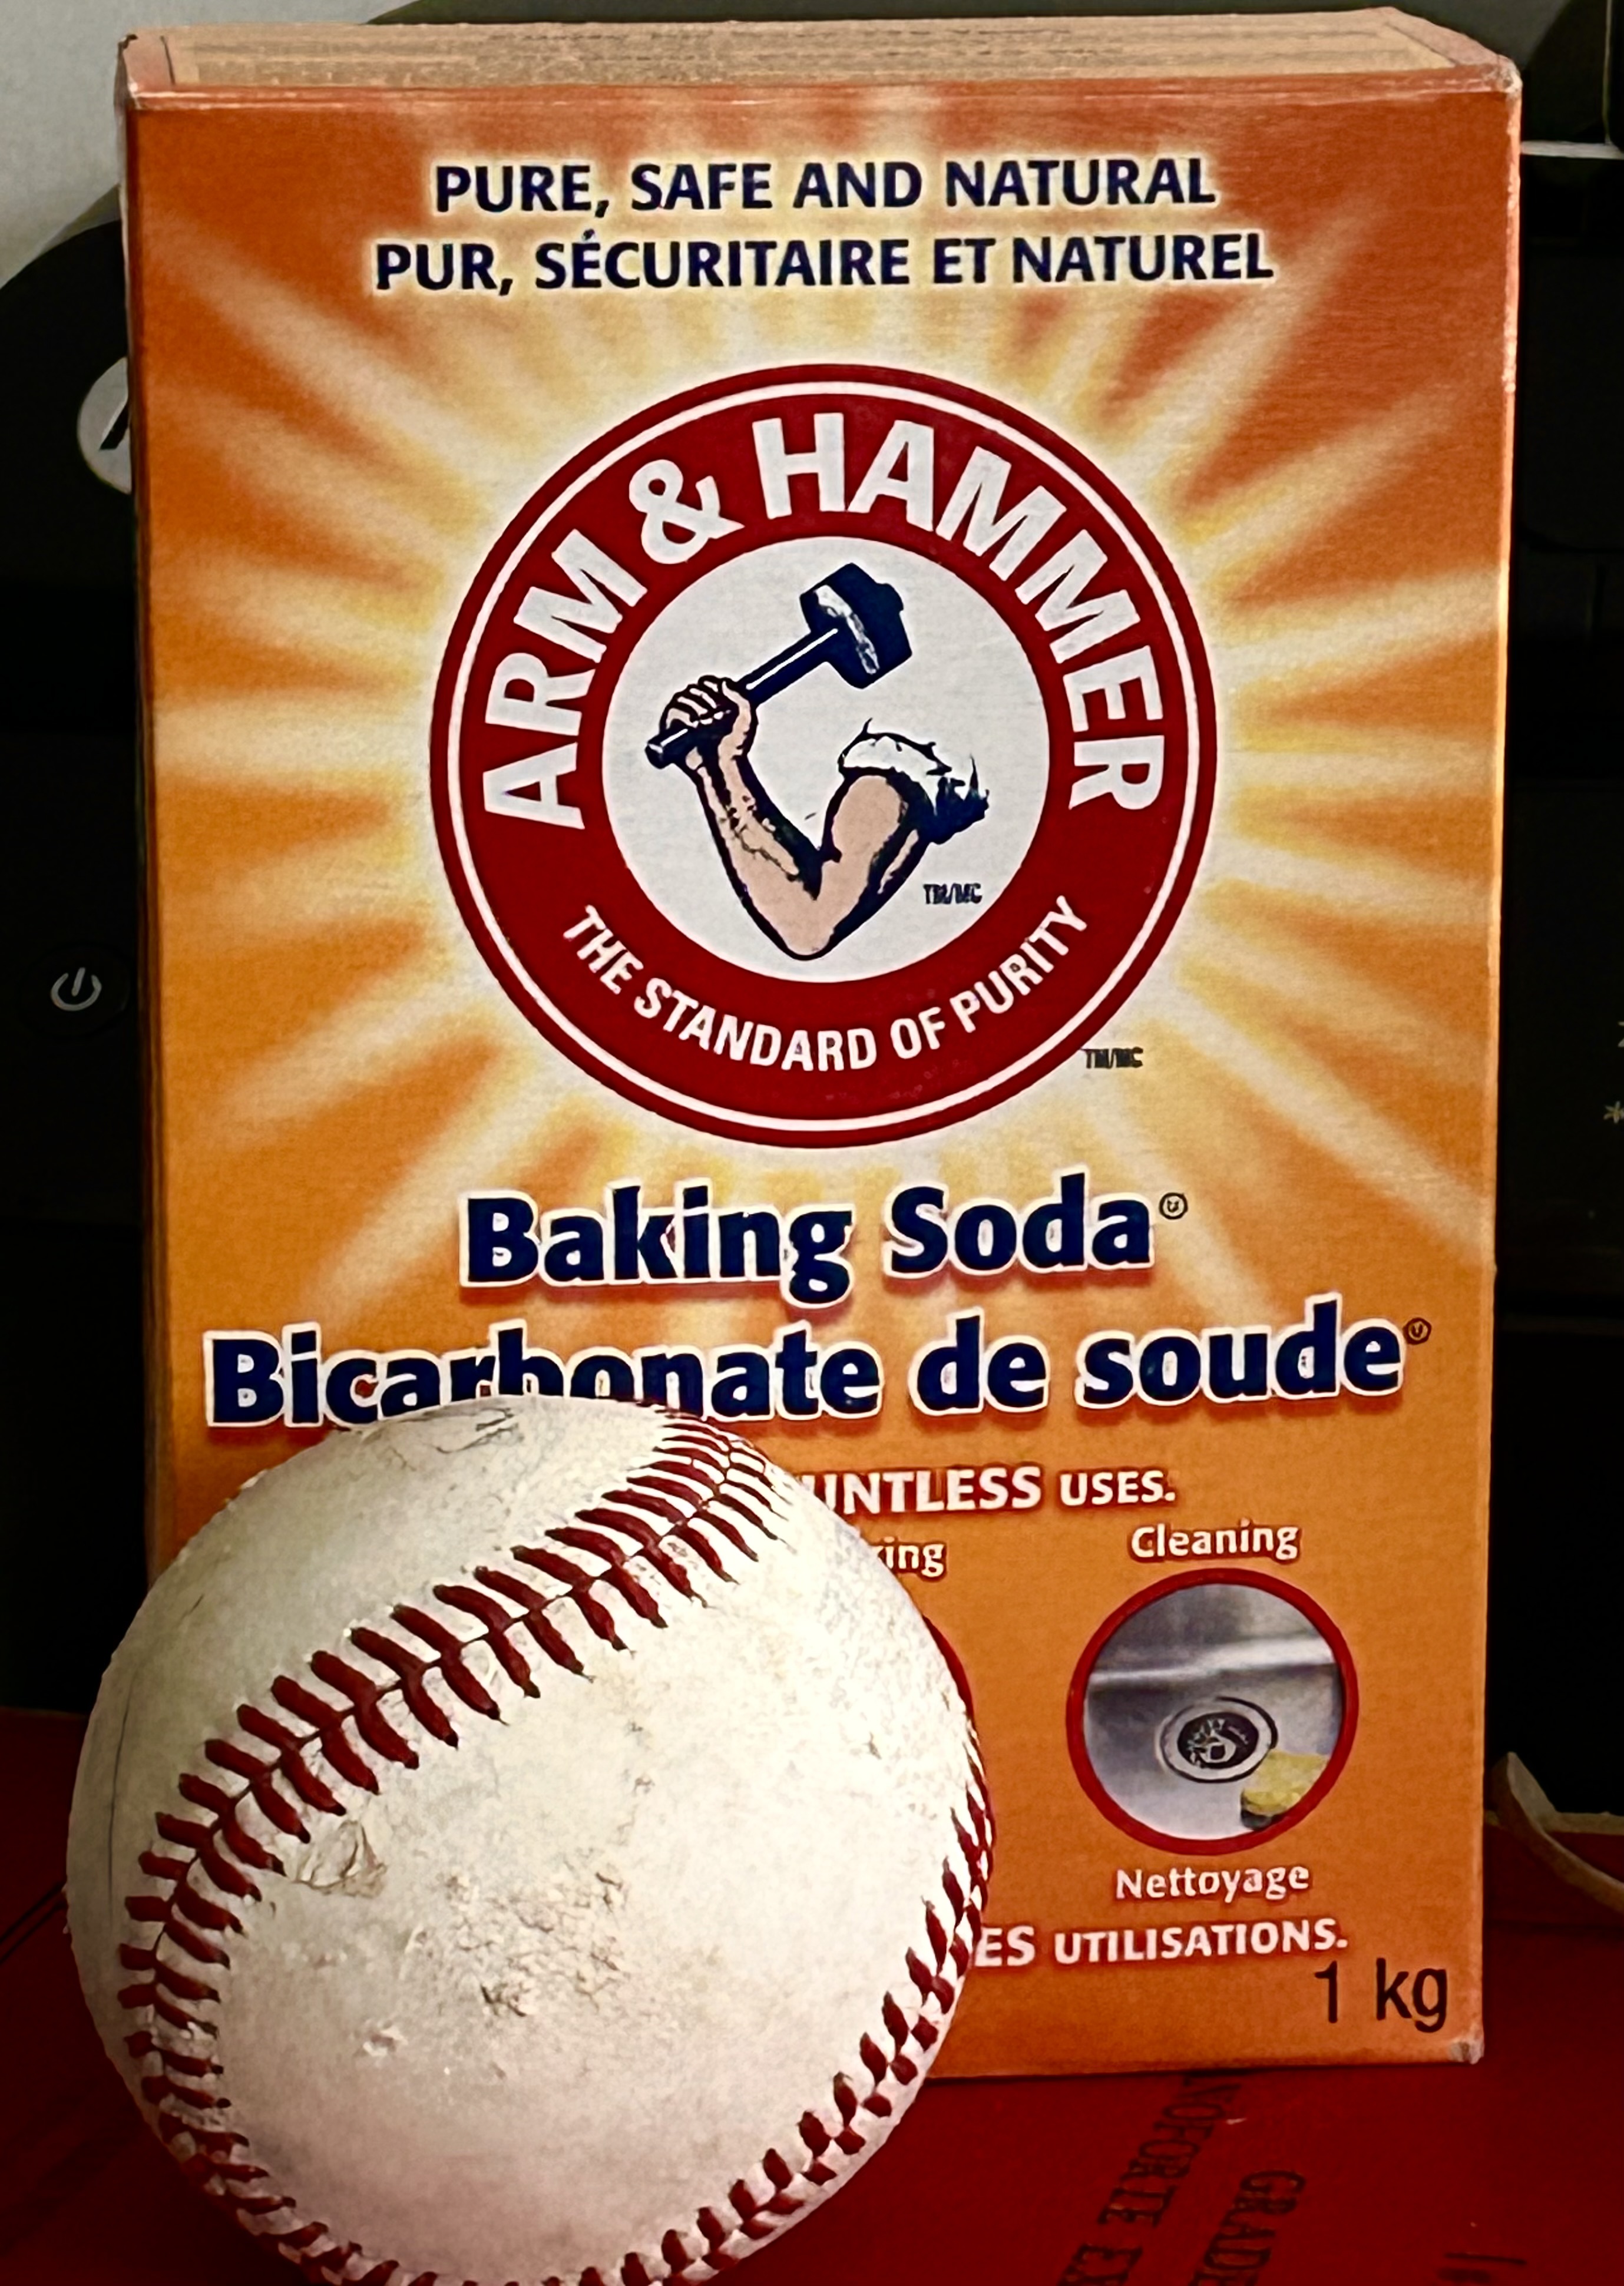 PURE, SAFE AND NATURAL
PUR, SÉCURITAIRE ET NATUREL
ARM & HAMMER
TM/MC
THE STANDARD OF PURITY
TM/MC
Baking Soda
Bicarbonate de soude
UNTLESS USES.
Cleaning
Nettoyage
ES UTILISATIONS.
1 kg